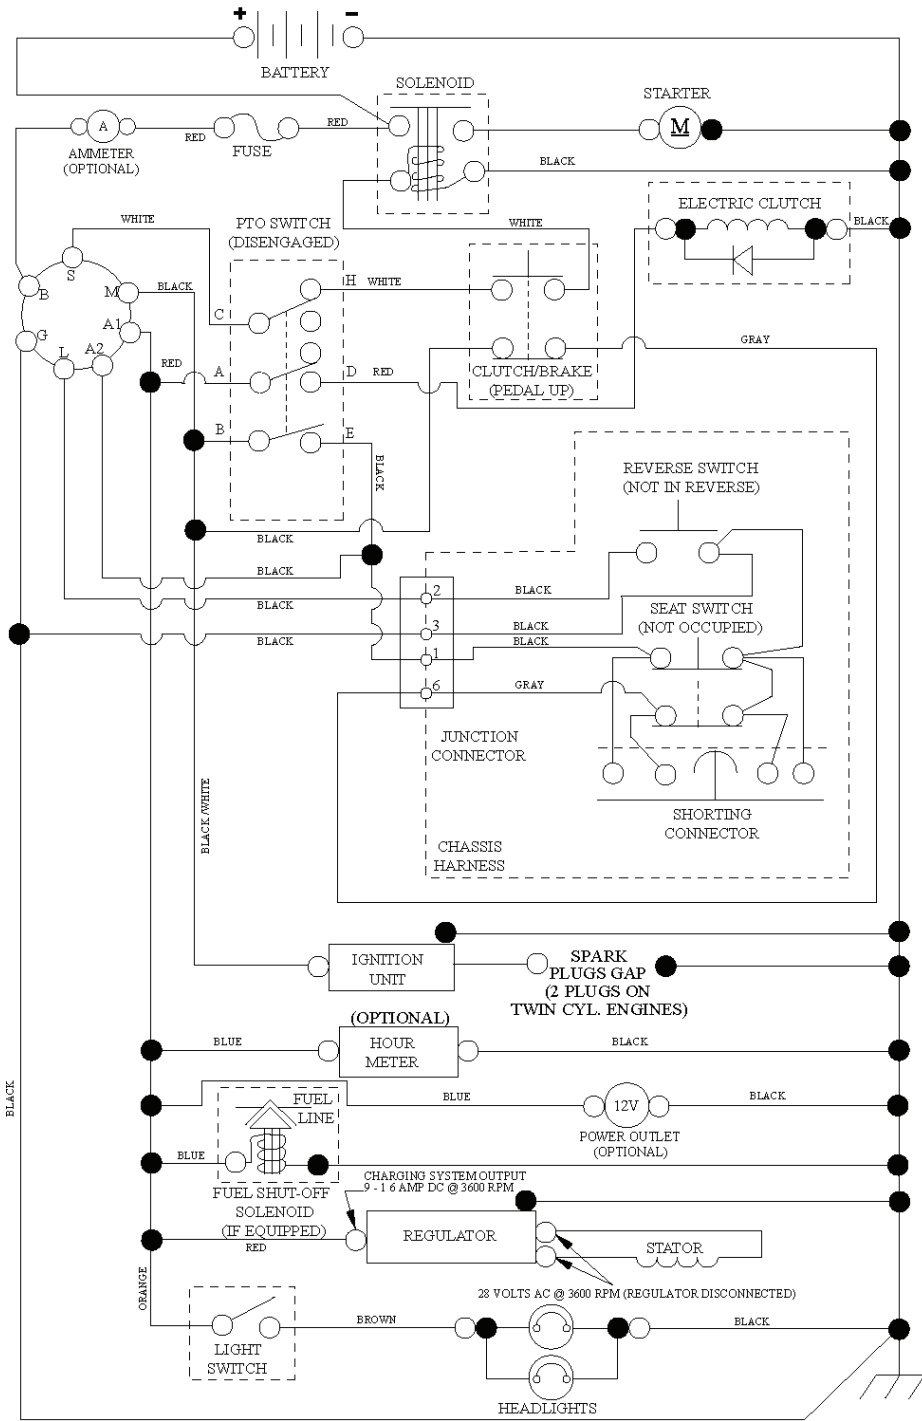 + −
BATTERY
SOLENOID
STARTER
M
A
AMMETER
(OPTIONAL)
RED
FUSE
RED
BLACK
ELECTRIC CLUTCH
BLACK
WHITE
PTO SWITCH
(DISENGAGED)
WHITE
S
B
M
BLACK
H
WHITE
C
G
A1
L
A2
RED
A
D
RED
CLUTCH/BRAKE
(PEDAL UP)
GRAY
B
E
BLACK
REVERSE SWITCH
(NOT IN REVERSE)
BLACK
BLACK
BLACK
2
BLACK
SEAT SWITCH
(NOT OCCUPIED)
BLACK
3
BLACK
BLACK
1
6
GRAY
JUNCTION
CONNECTOR
BLACK/WHITE
SHORTING
CONNECTOR
CHASSIS
HARNESS
IGNITION
UNIT
SPARK
PLUGS GAP
(2 PLUGS ON
TWIN CYL. ENGINES)
(OPTIONAL)
BLUE
HOUR
METER
BLACK
BLACK
FUEL
LINE
BLUE
12V
BLACK
POWER OUTLET
(OPTIONAL)
BLUE
CHARGING SYSTEM OUTPUT
9 - 16 AMP DC @ 3600 RPM
FUEL SHUT-OFF
SOLENOID
(IF EQUIPPED)
RED
REGULATOR
STATOR
ORANGE
28 VOLTS AC @ 3600 RPM (REGULATOR DISCONNECTED)
BROWN
BLACK
LIGHT
SWITCH
HEADLIGHTS